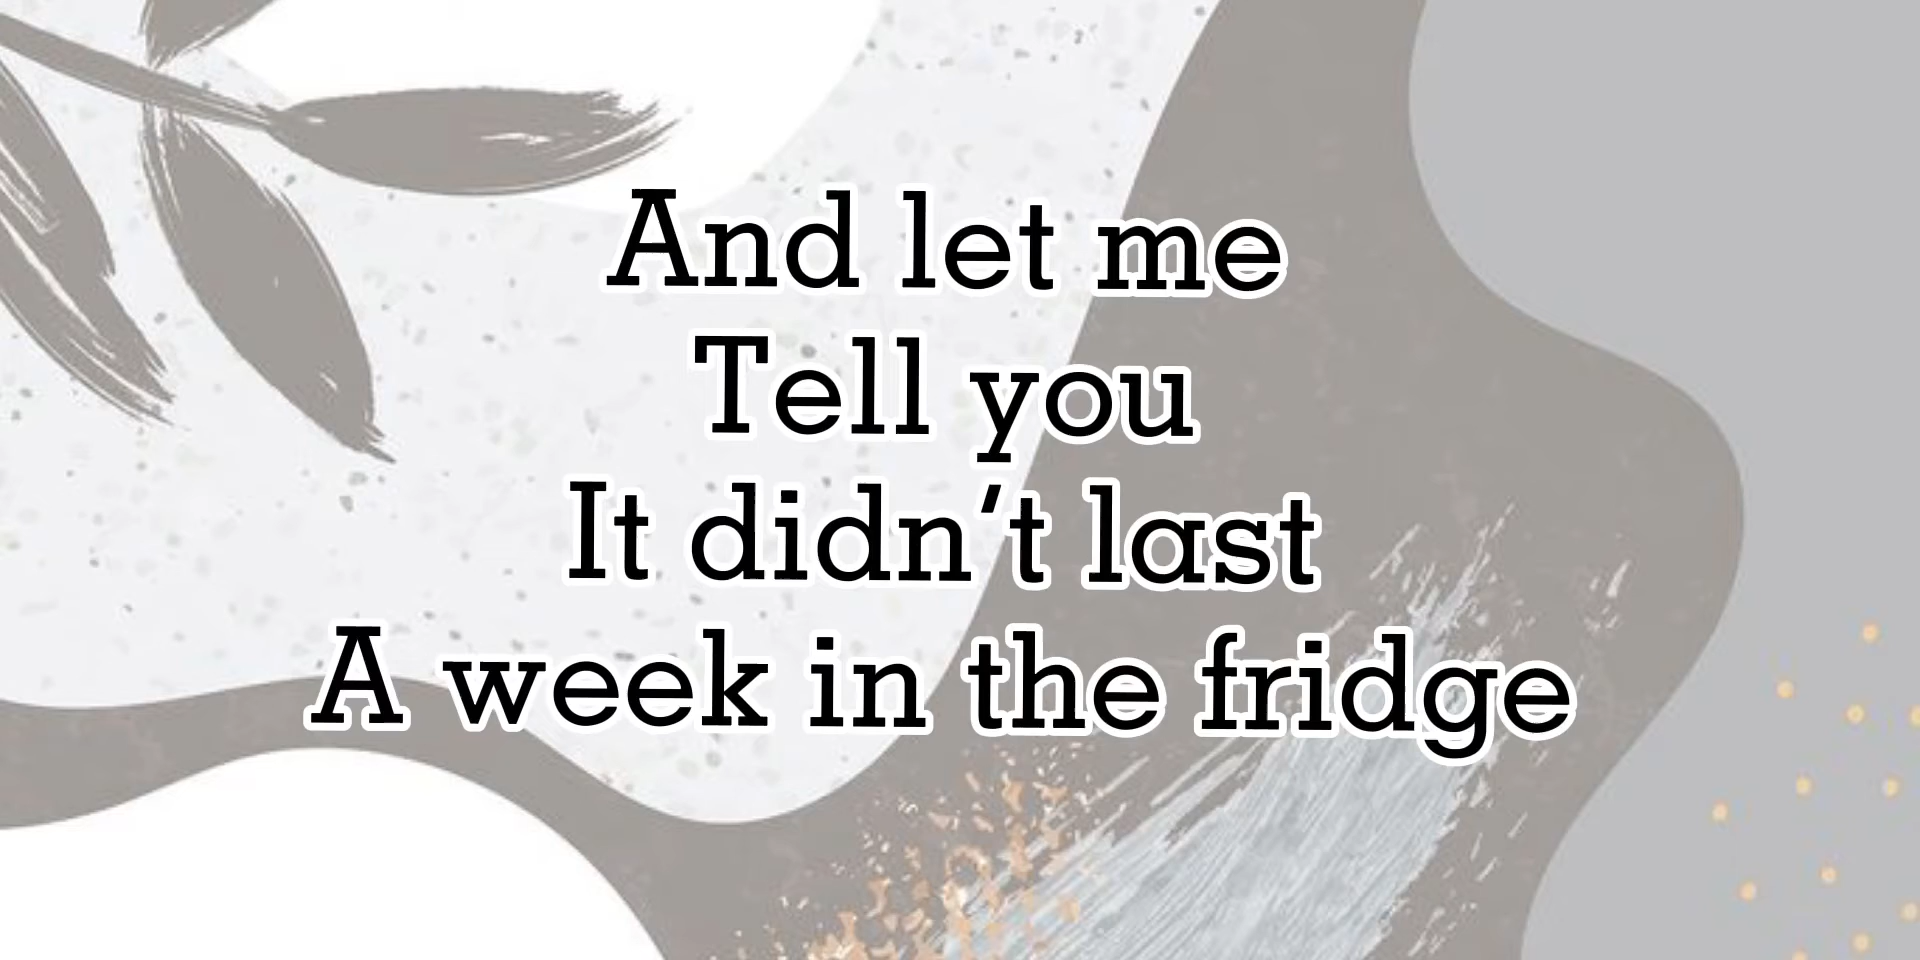 And let me
Tell you
It didn’t last
A week in the fridge